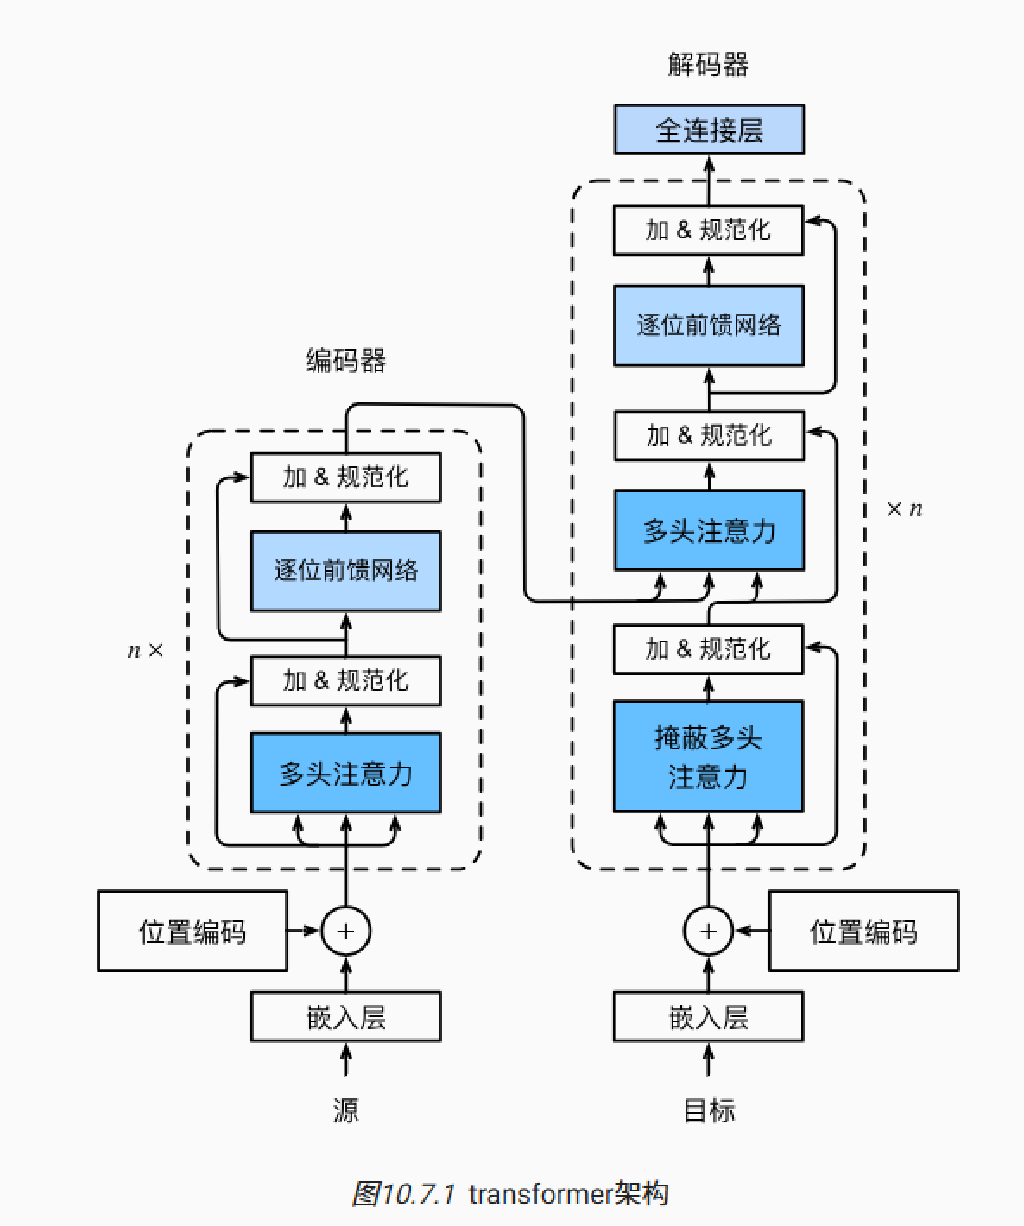 解码器
全连接层
加 & 规范化
逐位前馈网络
加 & 规范化
多头注意力
× n
加 & 规范化
掩蔽多头
注意力
位置编码
+
嵌入层
目标
编码器
加 & 规范化
逐位前馈网络
n ×
加 & 规范化
多头注意力
位置编码
+
嵌入层
源
图10.7.1 transformer架构